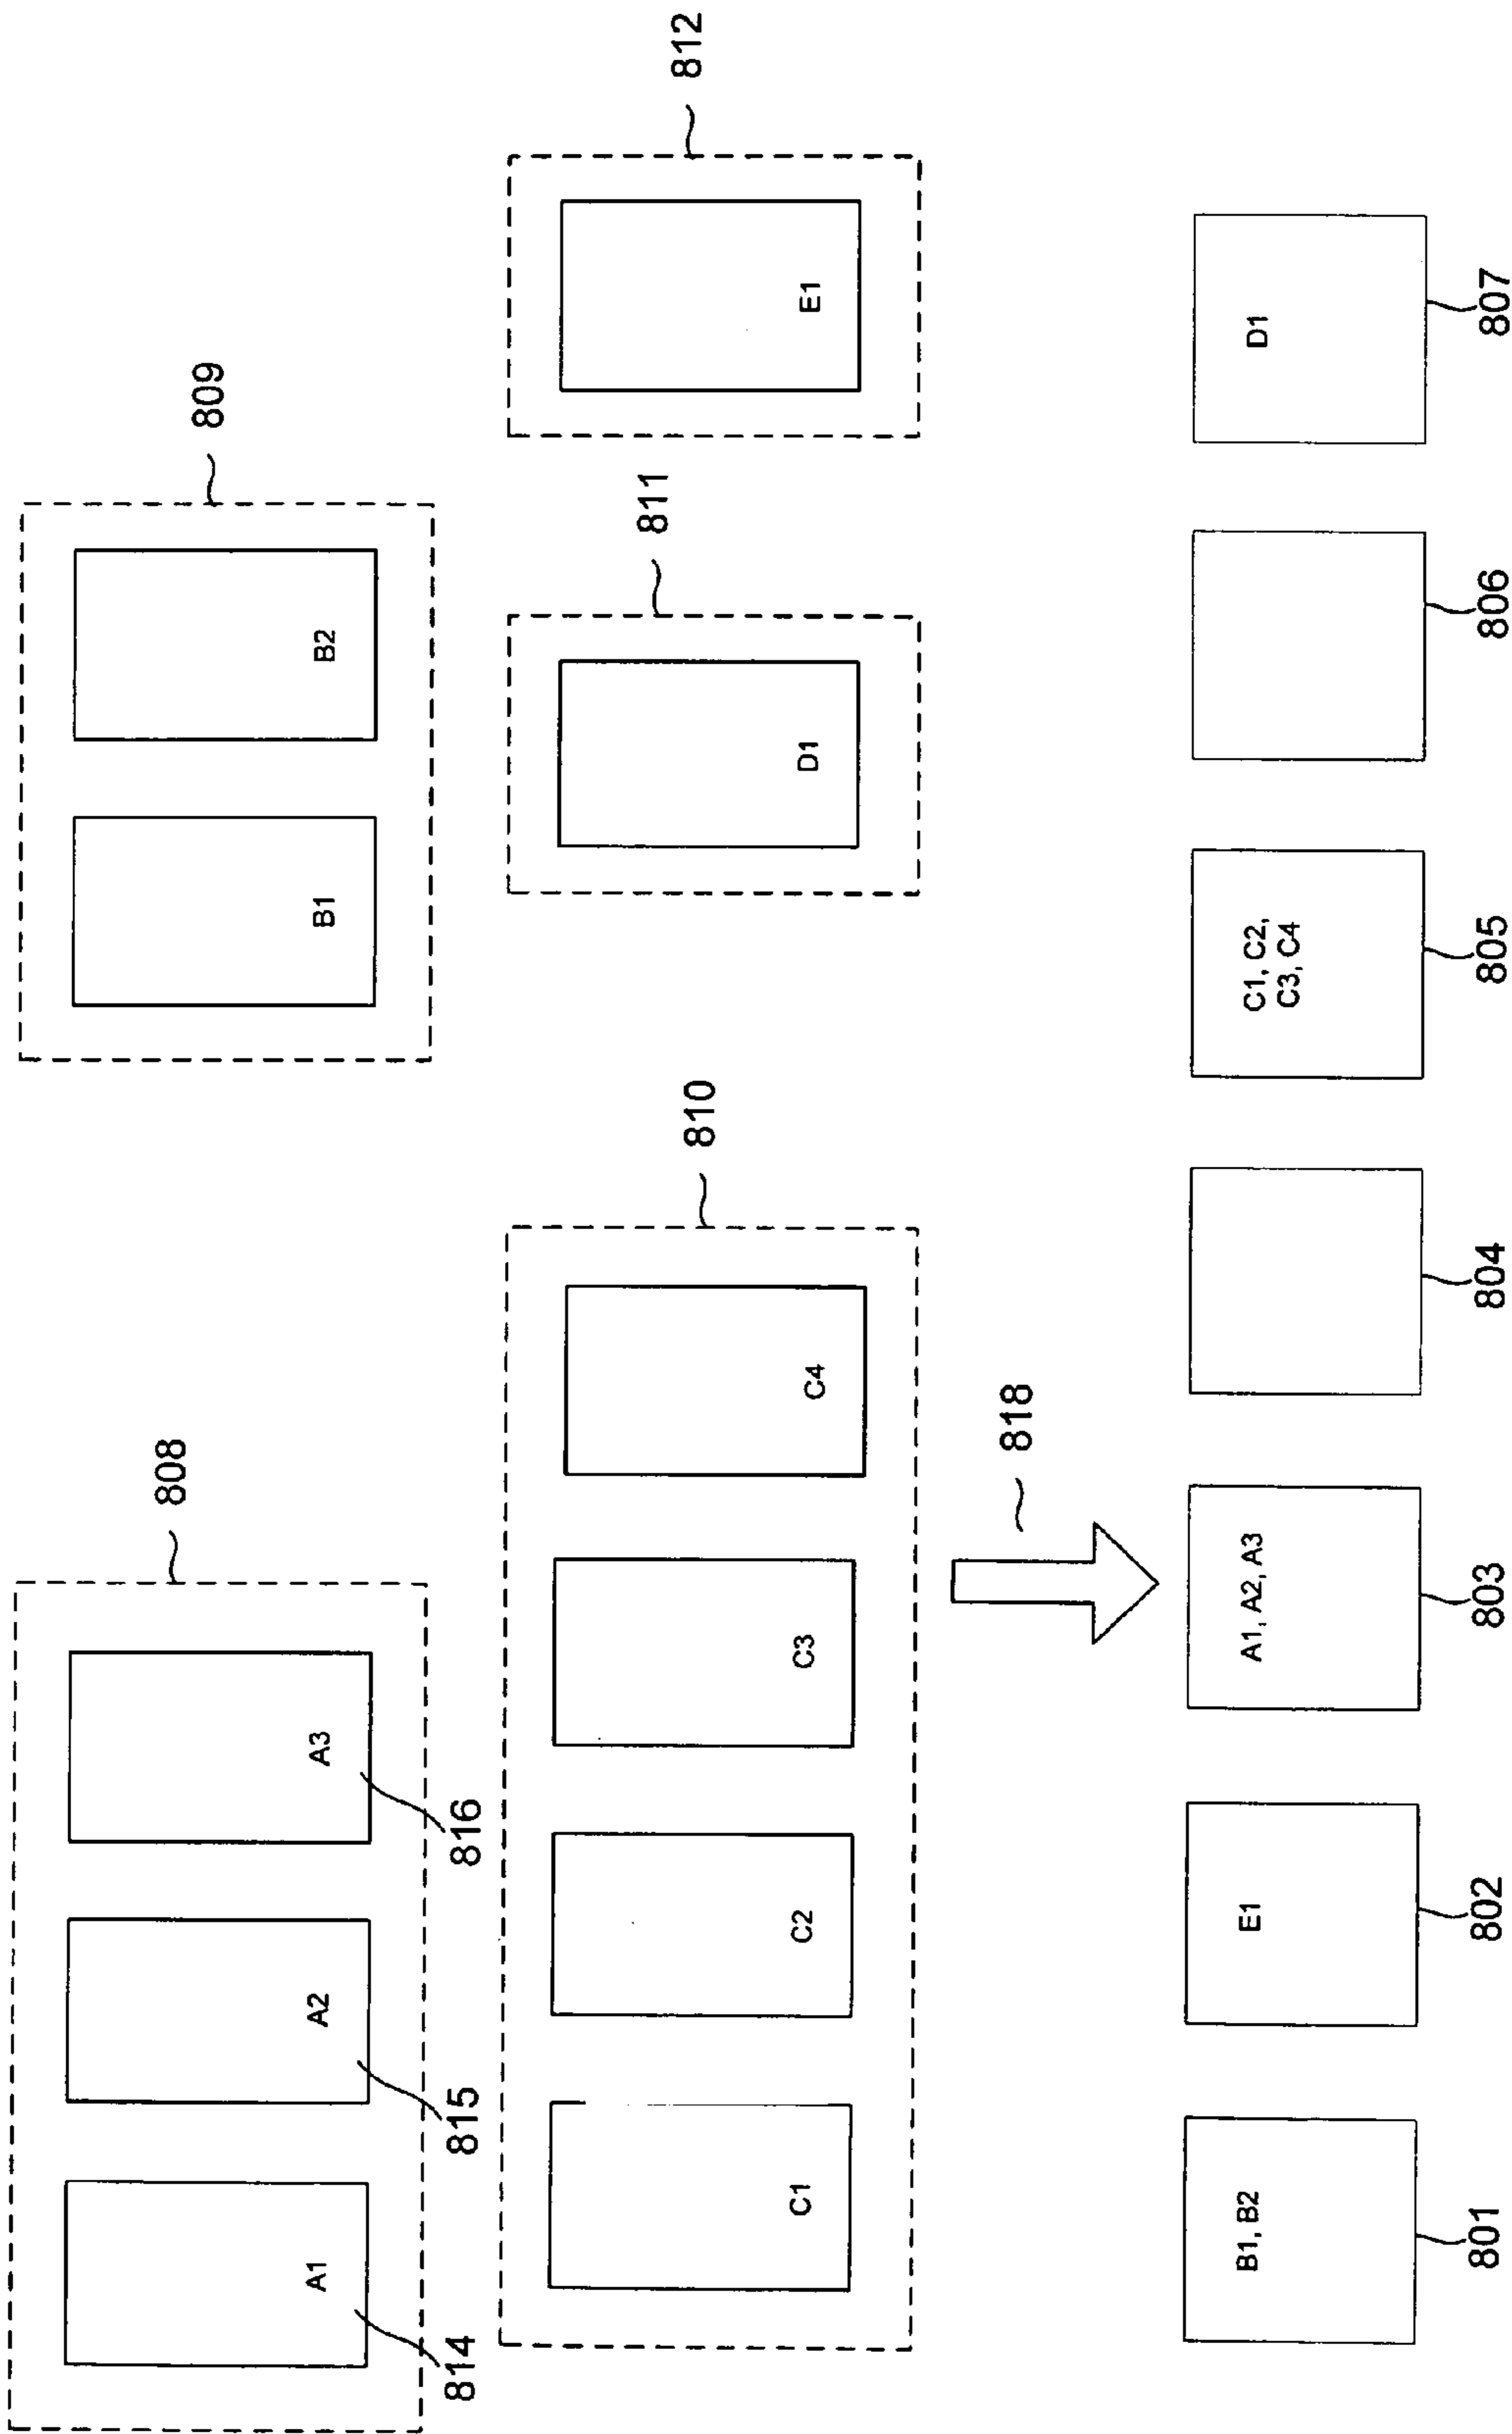 808
809
A1
A2
A3
B1
B2
814
815
816
810
811
812
C1
C2
C3
C4
D1
E1
818
B1, B2
E1
A1, A2, A3
C1, C2,
C3, C4
D1
801
802
803
804
805
806
807